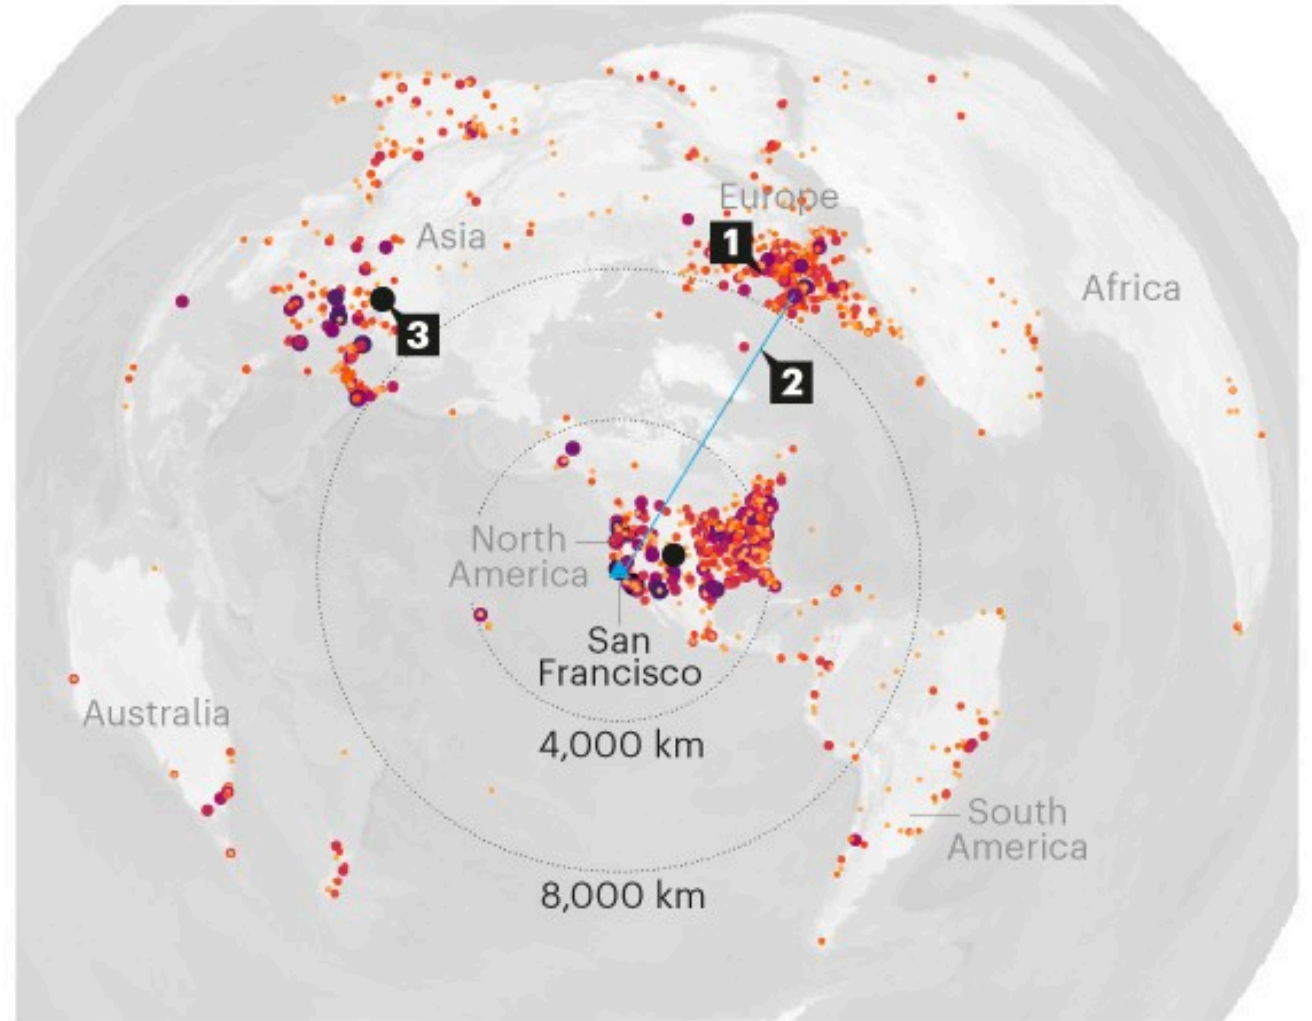 Europe
1
Asia
Africa
3
2
North
America
San
Francisco
Australia
4,000 km
South
America
8,000 km